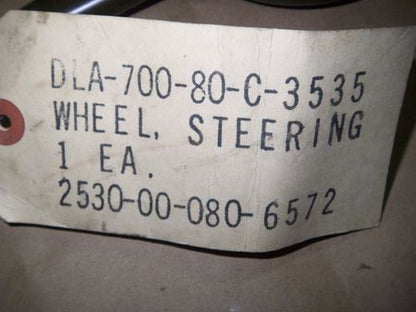 DLA-700-80-C-3535
WHEEL, STEERING
1 EA.
2530-00-080-6572